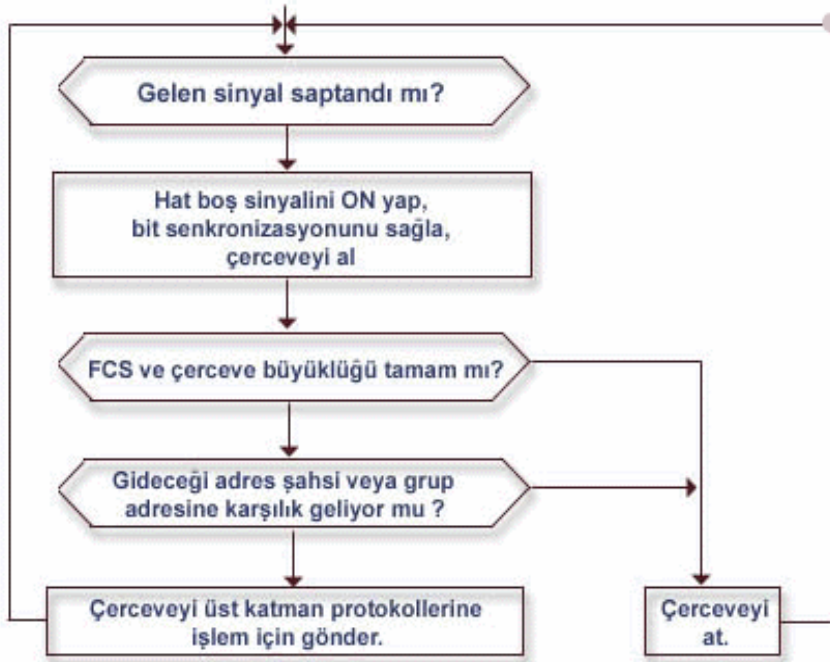 Gelen sinyal saptandı mı?
Hat boş sinyalini ON yap,
bit senkronizasyonunu sağla,
çerceveyi al
FCS ve çerceve büyüklüğü tamam mı?
Gideceği adres şahsi veya grup
adresine karşılık geliyor mu ?
Çerceveyi üst katman protokollerine
işlem için gönder.
Çerceveyi
at.